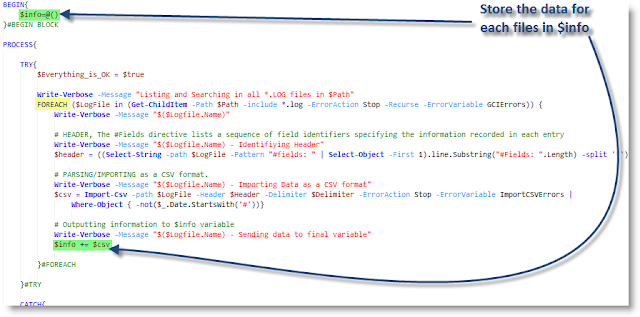 BEGIN{
$info=@()
}#BEGIN BLOCK
Store the data for
each files in $info
PROCESS{
TRY{
$Everything_is_OK = $true
Write-Verbose -Message "Listing and Searching in all *.LOG files in $Path"
FOREACH ($LogFile in (Get-ChildItem -Path $Path -include *.log -ErrorAction Stop -Recurse -ErrorVariable GCIErrors)) {
Write-Verbose -Message "$($Logfile.Name)"
# HEADER, The #Fields directive lists a sequence of field identifiers specifying the information recorded in each entry
Write-Verbose -Message "$($Logfile.Name) - Identifiying Header"
$header = ((Select-String -path $LogFile -Pattern "#fields: " | Select-Object -First 1).line.Substring("#Fields: ".Length) -split ' ')
# PARSING/IMPORTING as a CSV format.
Write-Verbose -Message "$($Logfile.Name) - Importing Data as a CSV format"
$csv = Import-Csv -path $LogFile -Header $Header -Delimiter $Delimiter -ErrorAction Stop -ErrorVariable ImportCSVErrors |
Where-Object { -not($_.Date.StartsWith('#'))}
# Outputting information to $info variable
Write-Verbose -Message "$($Logfile.Name) - Sending data to final variable"
$info += $csv
}#FOREACH
}#TRY
CATCH{